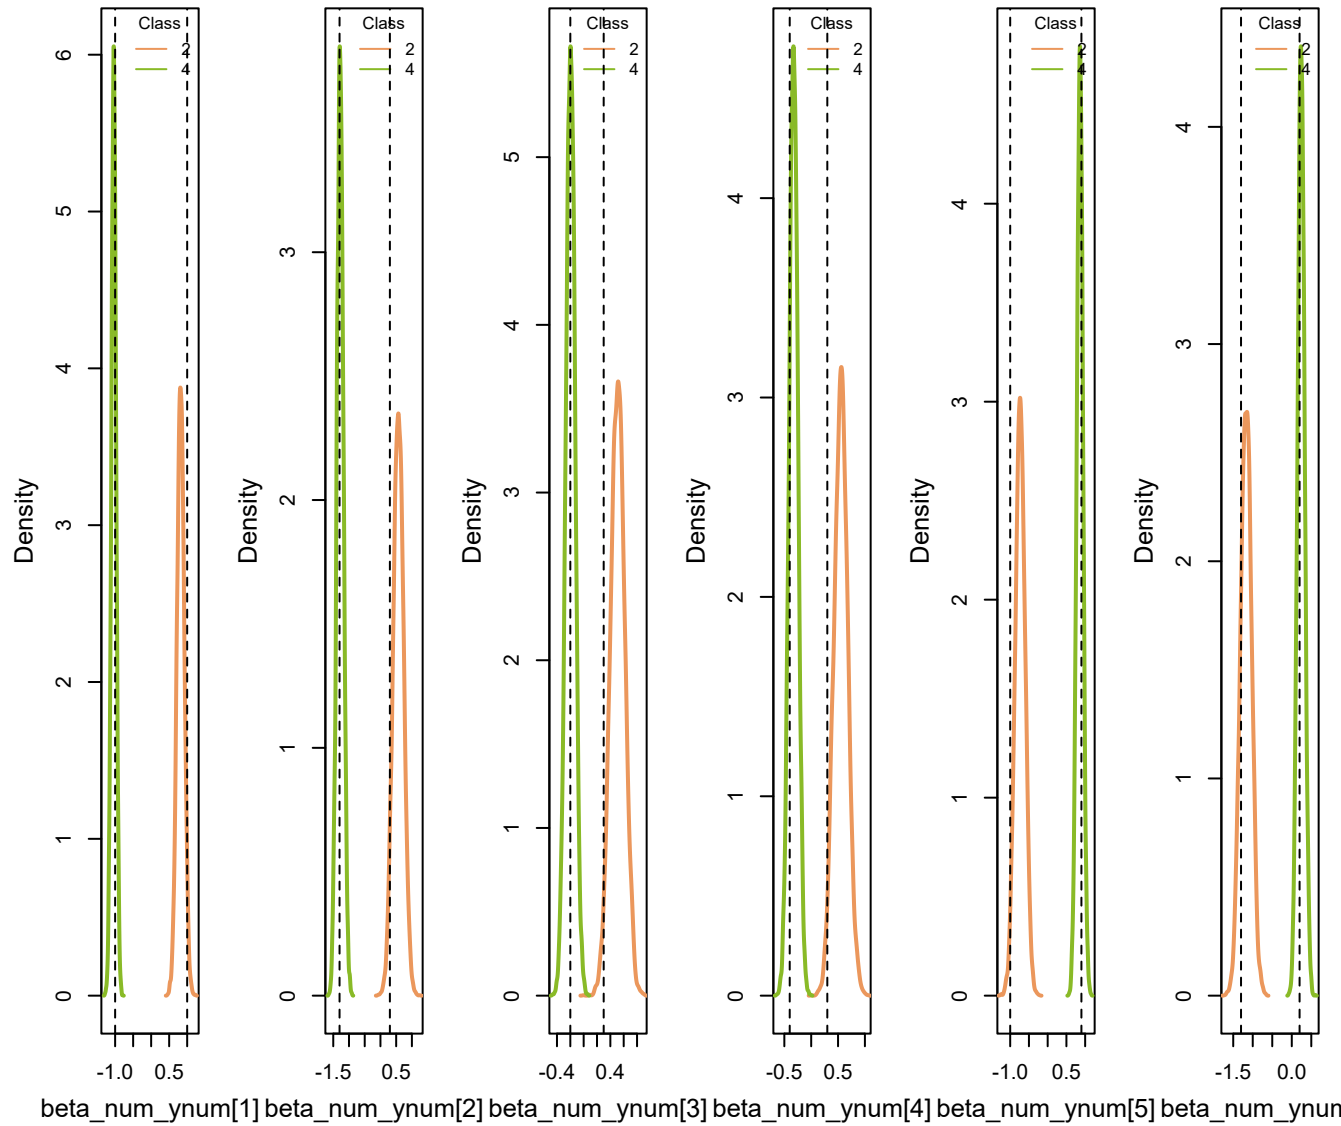 Density
6
5
4
3
2
1
0
Class
2
4
-1.0 0.5
beta_num_ynum[1]
Density
3
2
1
0
Class
2
4
-1.5 0.5
beta_num_ynum[2]
Density
5
4
3
2
1
0
Class
2
4
-0.4 0.4
beta_num_ynum[3]
Density
4
3
2
1
0
Class
2
4
-0.5 0.5
beta_num_ynum[4]
Density
4
3
2
1
0
Class
2
4
-1.0 0.5
beta_num_ynum[5]
Density
4
3
2
1
0
Class
2
4
-1.5 0.0